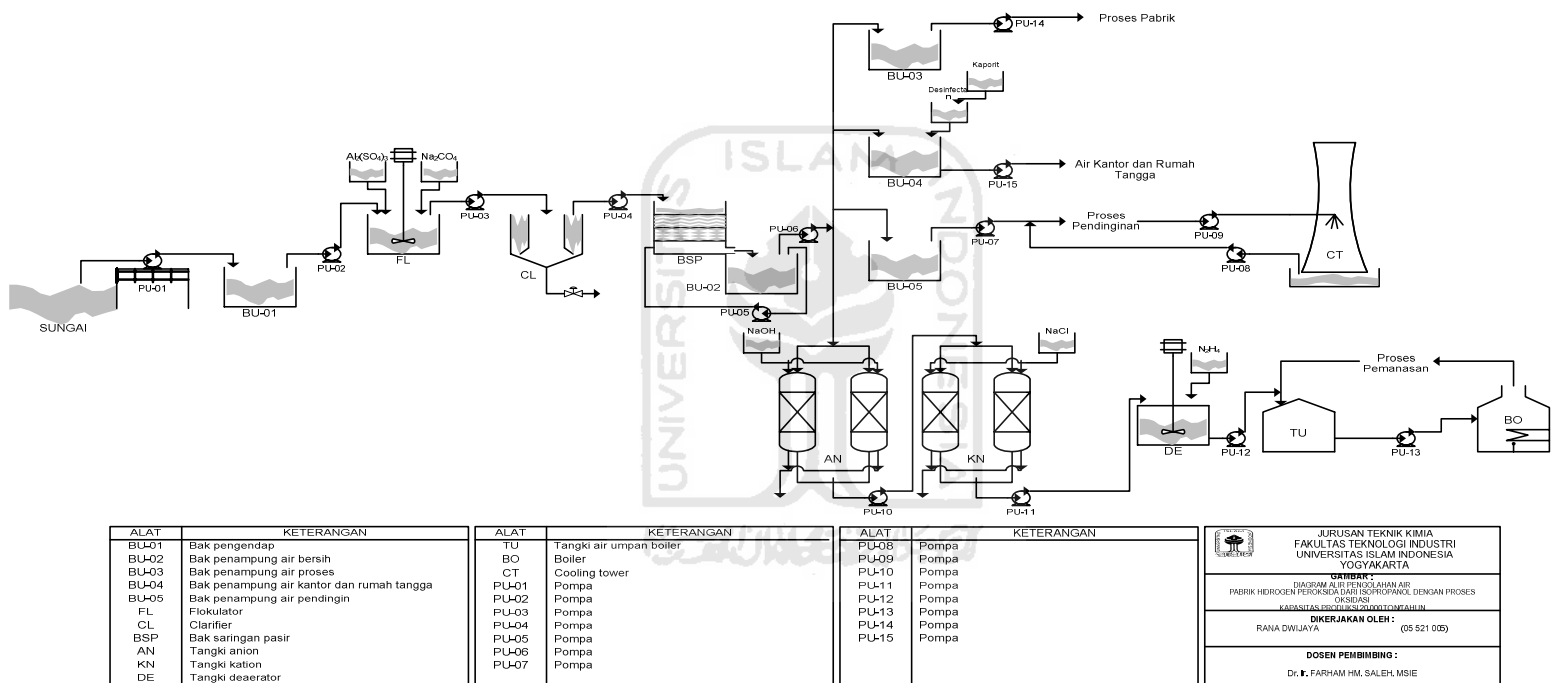 PU-14
Proses Pabrik
BU-03
Kaporit
Desinfecta
n
BU-04
PU-15
Air Kantor dan Rumah
Tangga
Al₂(SO₄)₃
Na₂CO₄
PU-02
FL
PU-03
CL
PU-04
BSP
BU-02
PU-05
PU-06
BU-05
PU-07
Proses
Pendinginan
PU-09
PU-08
CT
SUNGAI
PU-01
BU-01
NaOH
NaCl
AN
KN
PU-10
PU-11
N₂H₄
DE
PU-12
TU
Proses
Pemanasan
PU-13
BO
UNIVERSITAS ISLAM INDONESIA
ALAT KETERANGAN
BU-01 Bak pengendap
BU-02 Bak penampung air bersih
BU-03 Bak penampung air proses
BU-04 Bak penampung air kantor dan rumah tangga
BU-05 Bak penampung air pendingin
FL Flokulator
CL Clarifier
BSP Bak saringan pasir
AN Tangki anion
KN Tangki kation
DE Tangki deaerator
ALAT KETERANGAN
TU Tangki air umpan boiler
BO Boiler
CT Cooling tower
PU-01 Pompa
PU-02 Pompa
PU-03 Pompa
PU-04 Pompa
PU-05 Pompa
PU-06 Pompa
PU-07 Pompa
ALAT KETERANGAN
PU-08 Pompa
PU-09 Pompa
PU-10 Pompa
PU-11 Pompa
PU-12 Pompa
PU-13 Pompa
PU-14 Pompa
PU-15 Pompa
JURUSAN TEKNIK KIMIA
FAKULTAS TEKNOLOGI INDUSTRI
UNIVERSITAS ISLAM INDONESIA
YOGYAKARTA
GAMBAR :
DIAGRAM ALIR PENGOLAHAN AIR
PABRIK HIDROGEN PEROKSIDA DARI ISOPROPANOL DENGAN PROSES
OKSIDASI
KAPASITAS PRODUKSI 20.000 TON/TAHUN
DIKERJAKAN OLEH :
RANA DWIJAYA (05 521 005)
DOSEN PEMBIMBING :
Dr. Ir. FARHAM HM. SALEH, MSIE